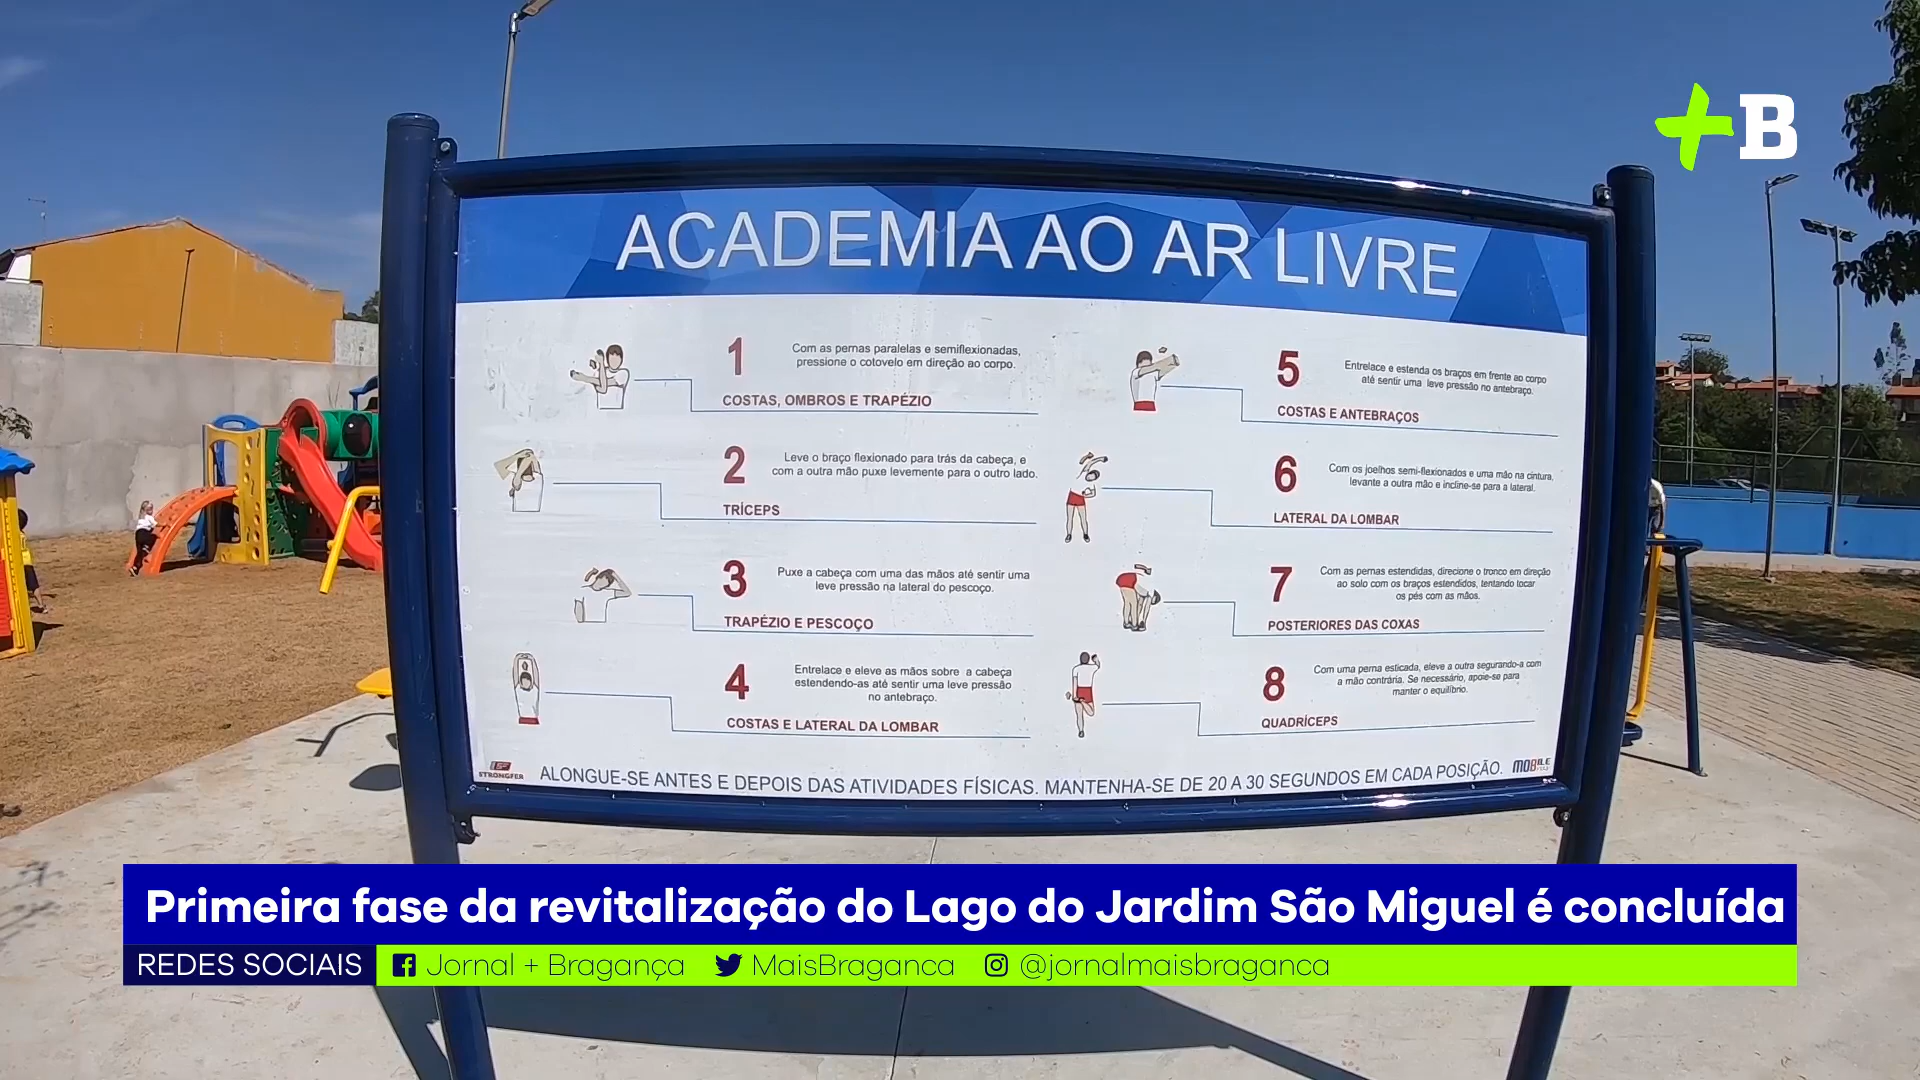 +B
ACADEMIA AO AR LIVRE
1
Com as pernas paralelas e semiflexionadas,
pressione o cotovelo em direção ao corpo.
COSTAS, OMBROS E TRAPÉZIO
2
Leve o braço flexionado para trás da cabeça, e
com a outra mão puxe levemente para o outro lado.
TRÍCEPS
3
Puxe a cabeça com uma das mãos até sentir uma
leve pressão na lateral do pescoço.
TRAPÉZIO E PESCOÇO
4
Entrelace e eleve as mãos sobre a cabeça
estendendo-as até sentir uma leve pressão
no antebraço.
COSTAS E LATERAL DA LOMBAR
5
Entrelace e estenda os braços em frente ao corpo
até sentir uma leve pressão no antebraço.
COSTAS E ANTEBRAÇOS
6
Com os joelhos semi-flexionados e uma mão na cintura,
levante a outra mão e incline-se para a lateral.
LATERAL DA LOMBAR
7
Com as pernas estendidas, direcione o tronco em direção
ao solo com os braços estendidos, tentando tocar
os pés com as mãos.
POSTERIORES DAS COXAS
8
Com uma perna esticada, eleve a outra segurando-a com
a mão contrária. Se necessário, apoie-se para
manter o equilíbrio.
QUADRÍCEPS
STRONGFER
ALONGUE-SE ANTES E DEPOIS DAS ATIVIDADES FÍSICAS. MANTENHA-SE DE 20 A 30 SEGUNDOS EM CADA POSIÇÃO.
MOBILE
Primeira fase da revitalização do Lago do Jardim São Miguel é concluída
REDES SOCIAIS Jornal + Bragança MaisBraganca @jornalmaisbraganca